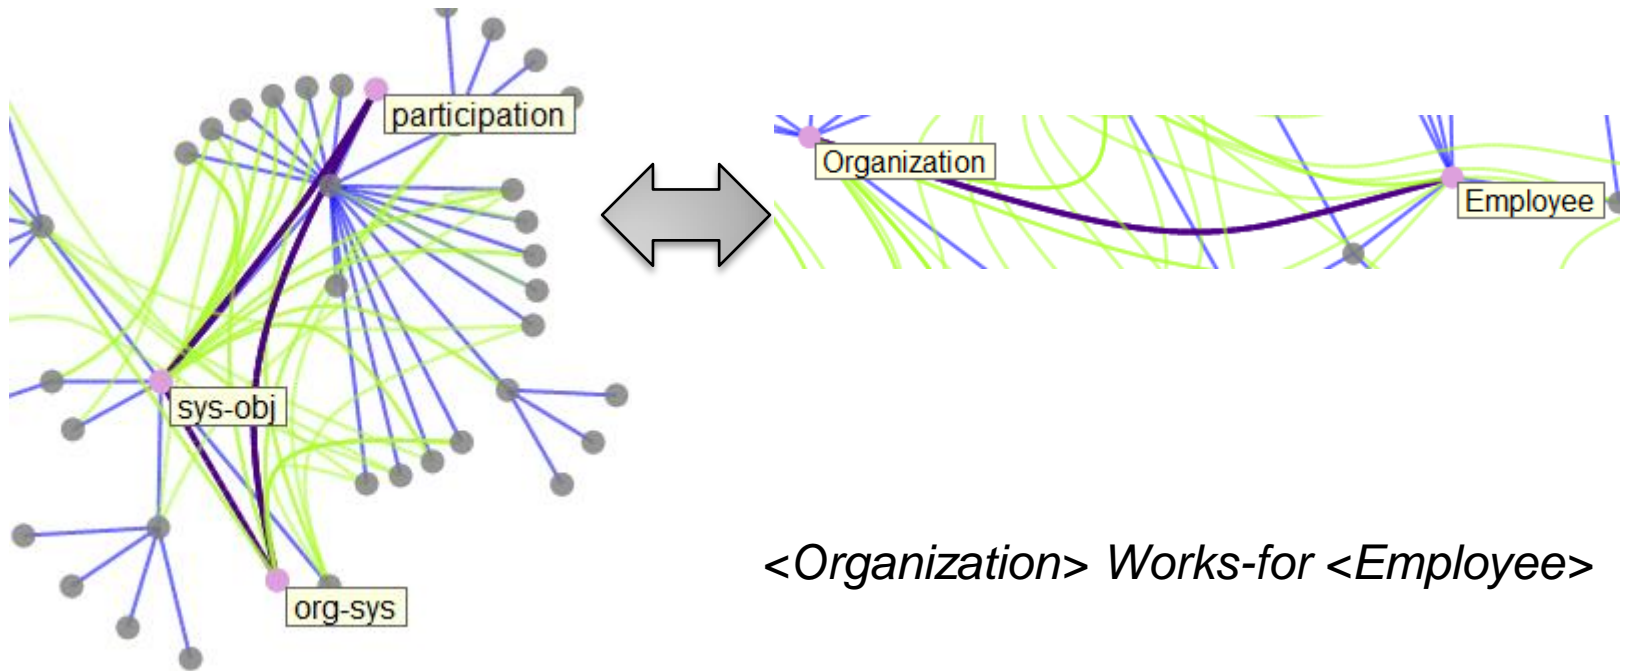 participation
Organization
Employee
sys-obj
<Organization> Works-for <Employee>
org-sys